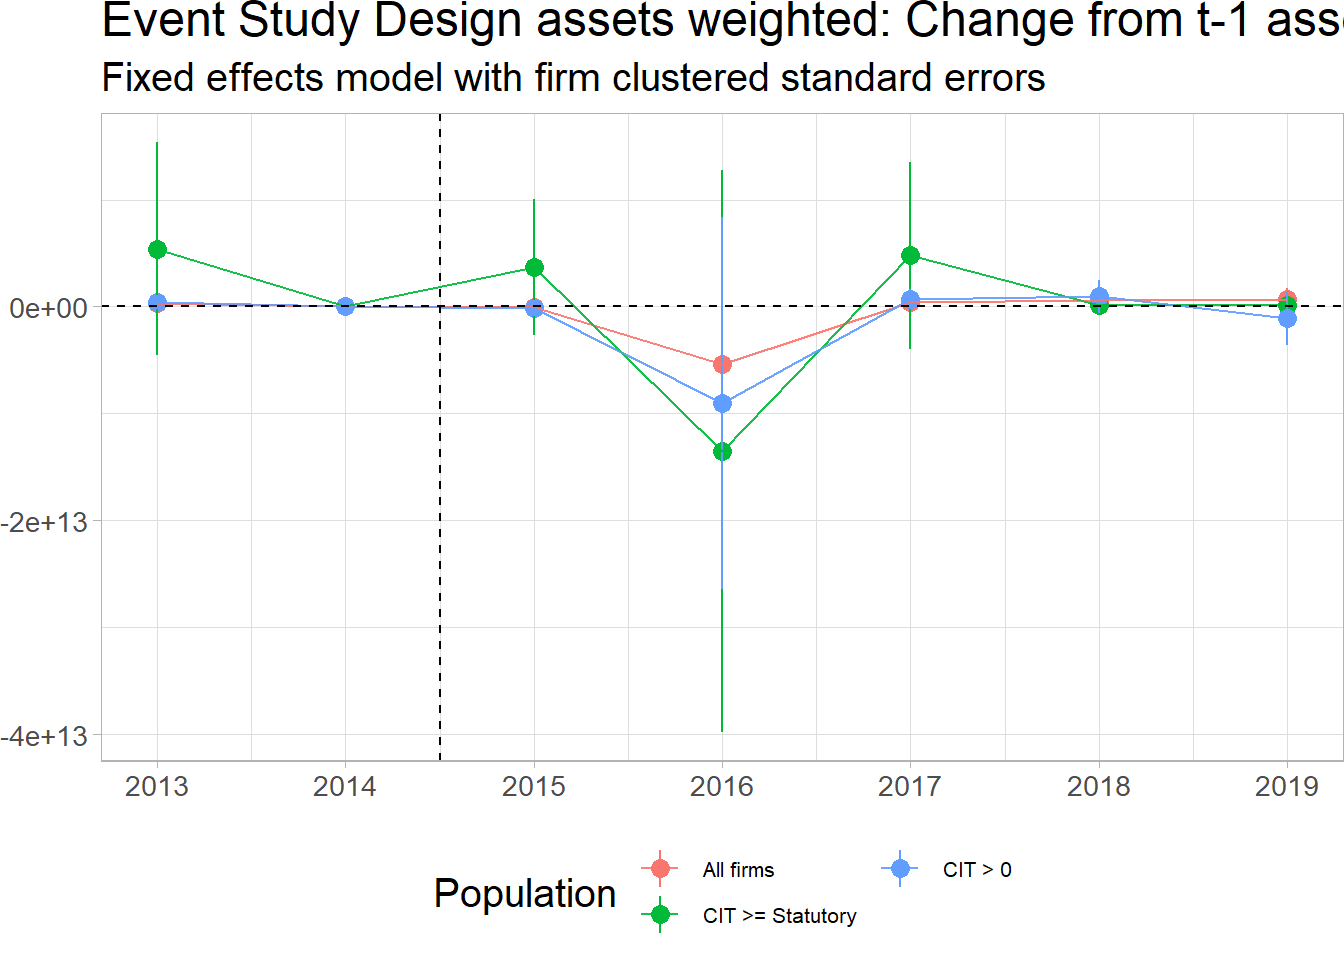 Event Study Design assets weighted: Change from t-1
Fixed effects model with firm clustered standard errors
0e+00
-2e+13
-4e+13
2013 2014 2015 2016 2017 2018 2019
Population
All firms
CIT > 0
CIT >= Statutory